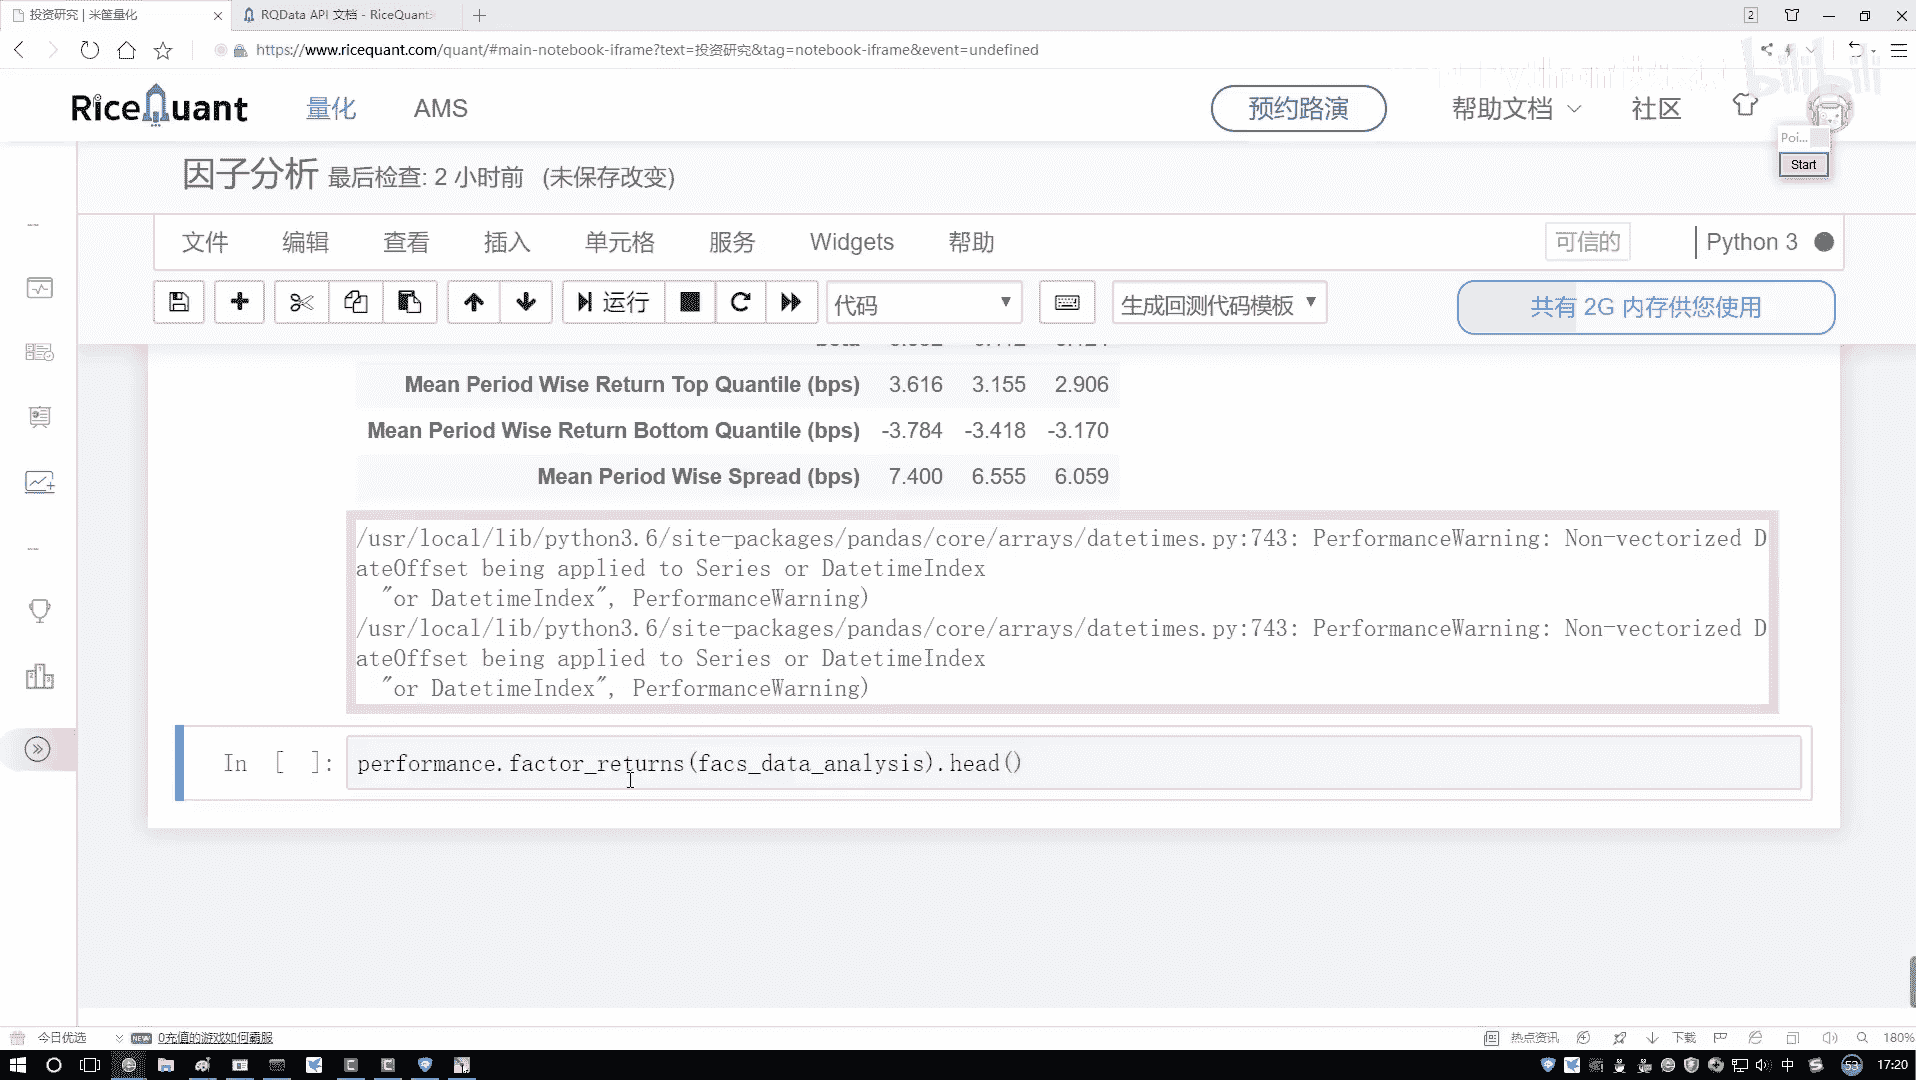 投资研究 | 米筐量化
RQData API 文档 - RiceQuant
2
https://www.ricequant.com/quant/#main-notebook-iframe?text=投资研究&tag=notebook-iframe&event=undefined
bilibili
RiceQuant 量化 AMS 预约路演 帮助文档 社区
Poi...
Start
因子分析 最后检查: 2 小时前 (未保存改变)
文件 编辑 查看 插入 单元格 服务 Widgets 帮助 可信的 Python 3
运行 代码 生成回测代码模板 共有 2G 内存供您使用
Mean Period Wise Return Top Quantile (bps) 3.616 3.155 2.906
Mean Period Wise Return Bottom Quantile (bps) -3.784 -3.418 -3.170
Mean Period Wise Spread (bps) 7.400 6.555 6.059
/usr/local/lib/python3.6/site-packages/pandas/core/arrays/datetimes.py:743: PerformanceWarning: Non-vectorized D
ateOffset being applied to Series or DatetimeIndex
"or DatetimeIndex", PerformanceWarning)
/usr/local/lib/python3.6/site-packages/pandas/core/arrays/datetimes.py:743: PerformanceWarning: Non-vectorized D
ateOffset being applied to Series or DatetimeIndex
"or DatetimeIndex", PerformanceWarning)
In [ ]: performance.factor_returns(facs_data_analysis).head()
今日优选 NEW 0充值的游戏如何霸服 热点资讯 下载 180%
中 53 17:20